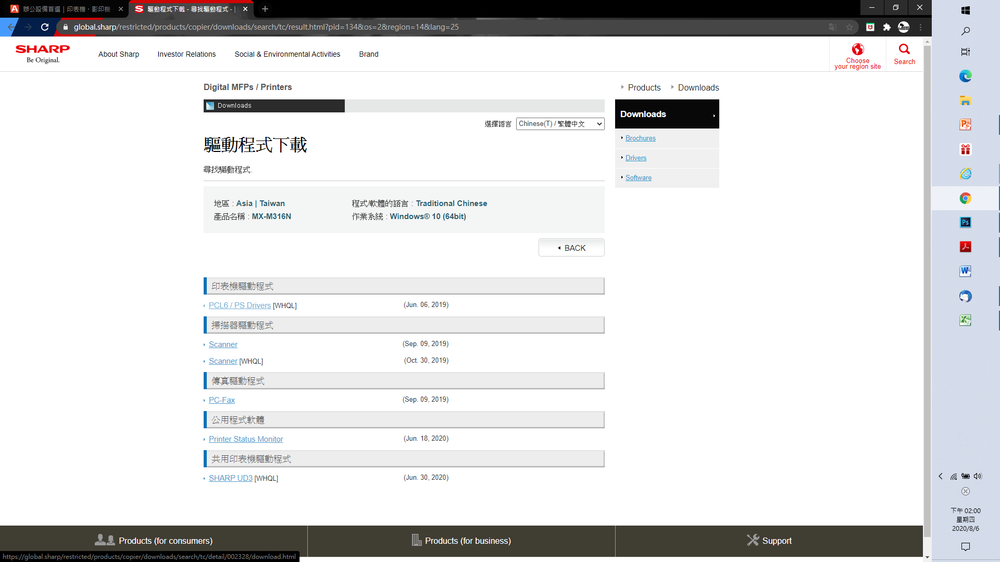 辦公設備首選 | 印表機、影印機
驅動程式下載 - 尋找驅動程式 - |
global.sharp/restricted/products/copier/downloads/search/tc/result.html?pid=134&os=2&region=14&lang=25
SHARP
Be Original.
About Sharp
Investor Relations
Social & Environmental Activities
Brand
Choose
your region site
Search
Digital MFPs / Printers
Products
Downloads
Downloads
選擇語言
Chinese(T) / 繁體中文
驅動程式下載
尋找驅動程式.
地區 : Asia | Taiwan
程式/軟體的語言 : Traditional Chinese
產品名稱 : MX-M316N
作業系統 : Windows® 10 (64bit)
BACK
印表機驅動程式
PCL6 / PS Drivers [WHQL]
(Jun. 06, 2019)
掃描器驅動程式
Scanner
(Sep. 09, 2019)
Scanner [WHQL]
(Oct. 30, 2019)
傳真驅動程式
PC-Fax
(Sep. 09, 2019)
公用程式軟體
Printer Status Monitor
(Jun. 18, 2020)
共用印表機驅動程式
SHARP UD3 [WHQL]
(Jun. 30, 2020)
Downloads
Brochures
Drivers
Software
Products (for consumers)
Products (for business)
Support
https://global.sharp/restricted/products/copier/downloads/search/tc/detail/002328/download.html
下午 02:00
星期四
2020/8/6